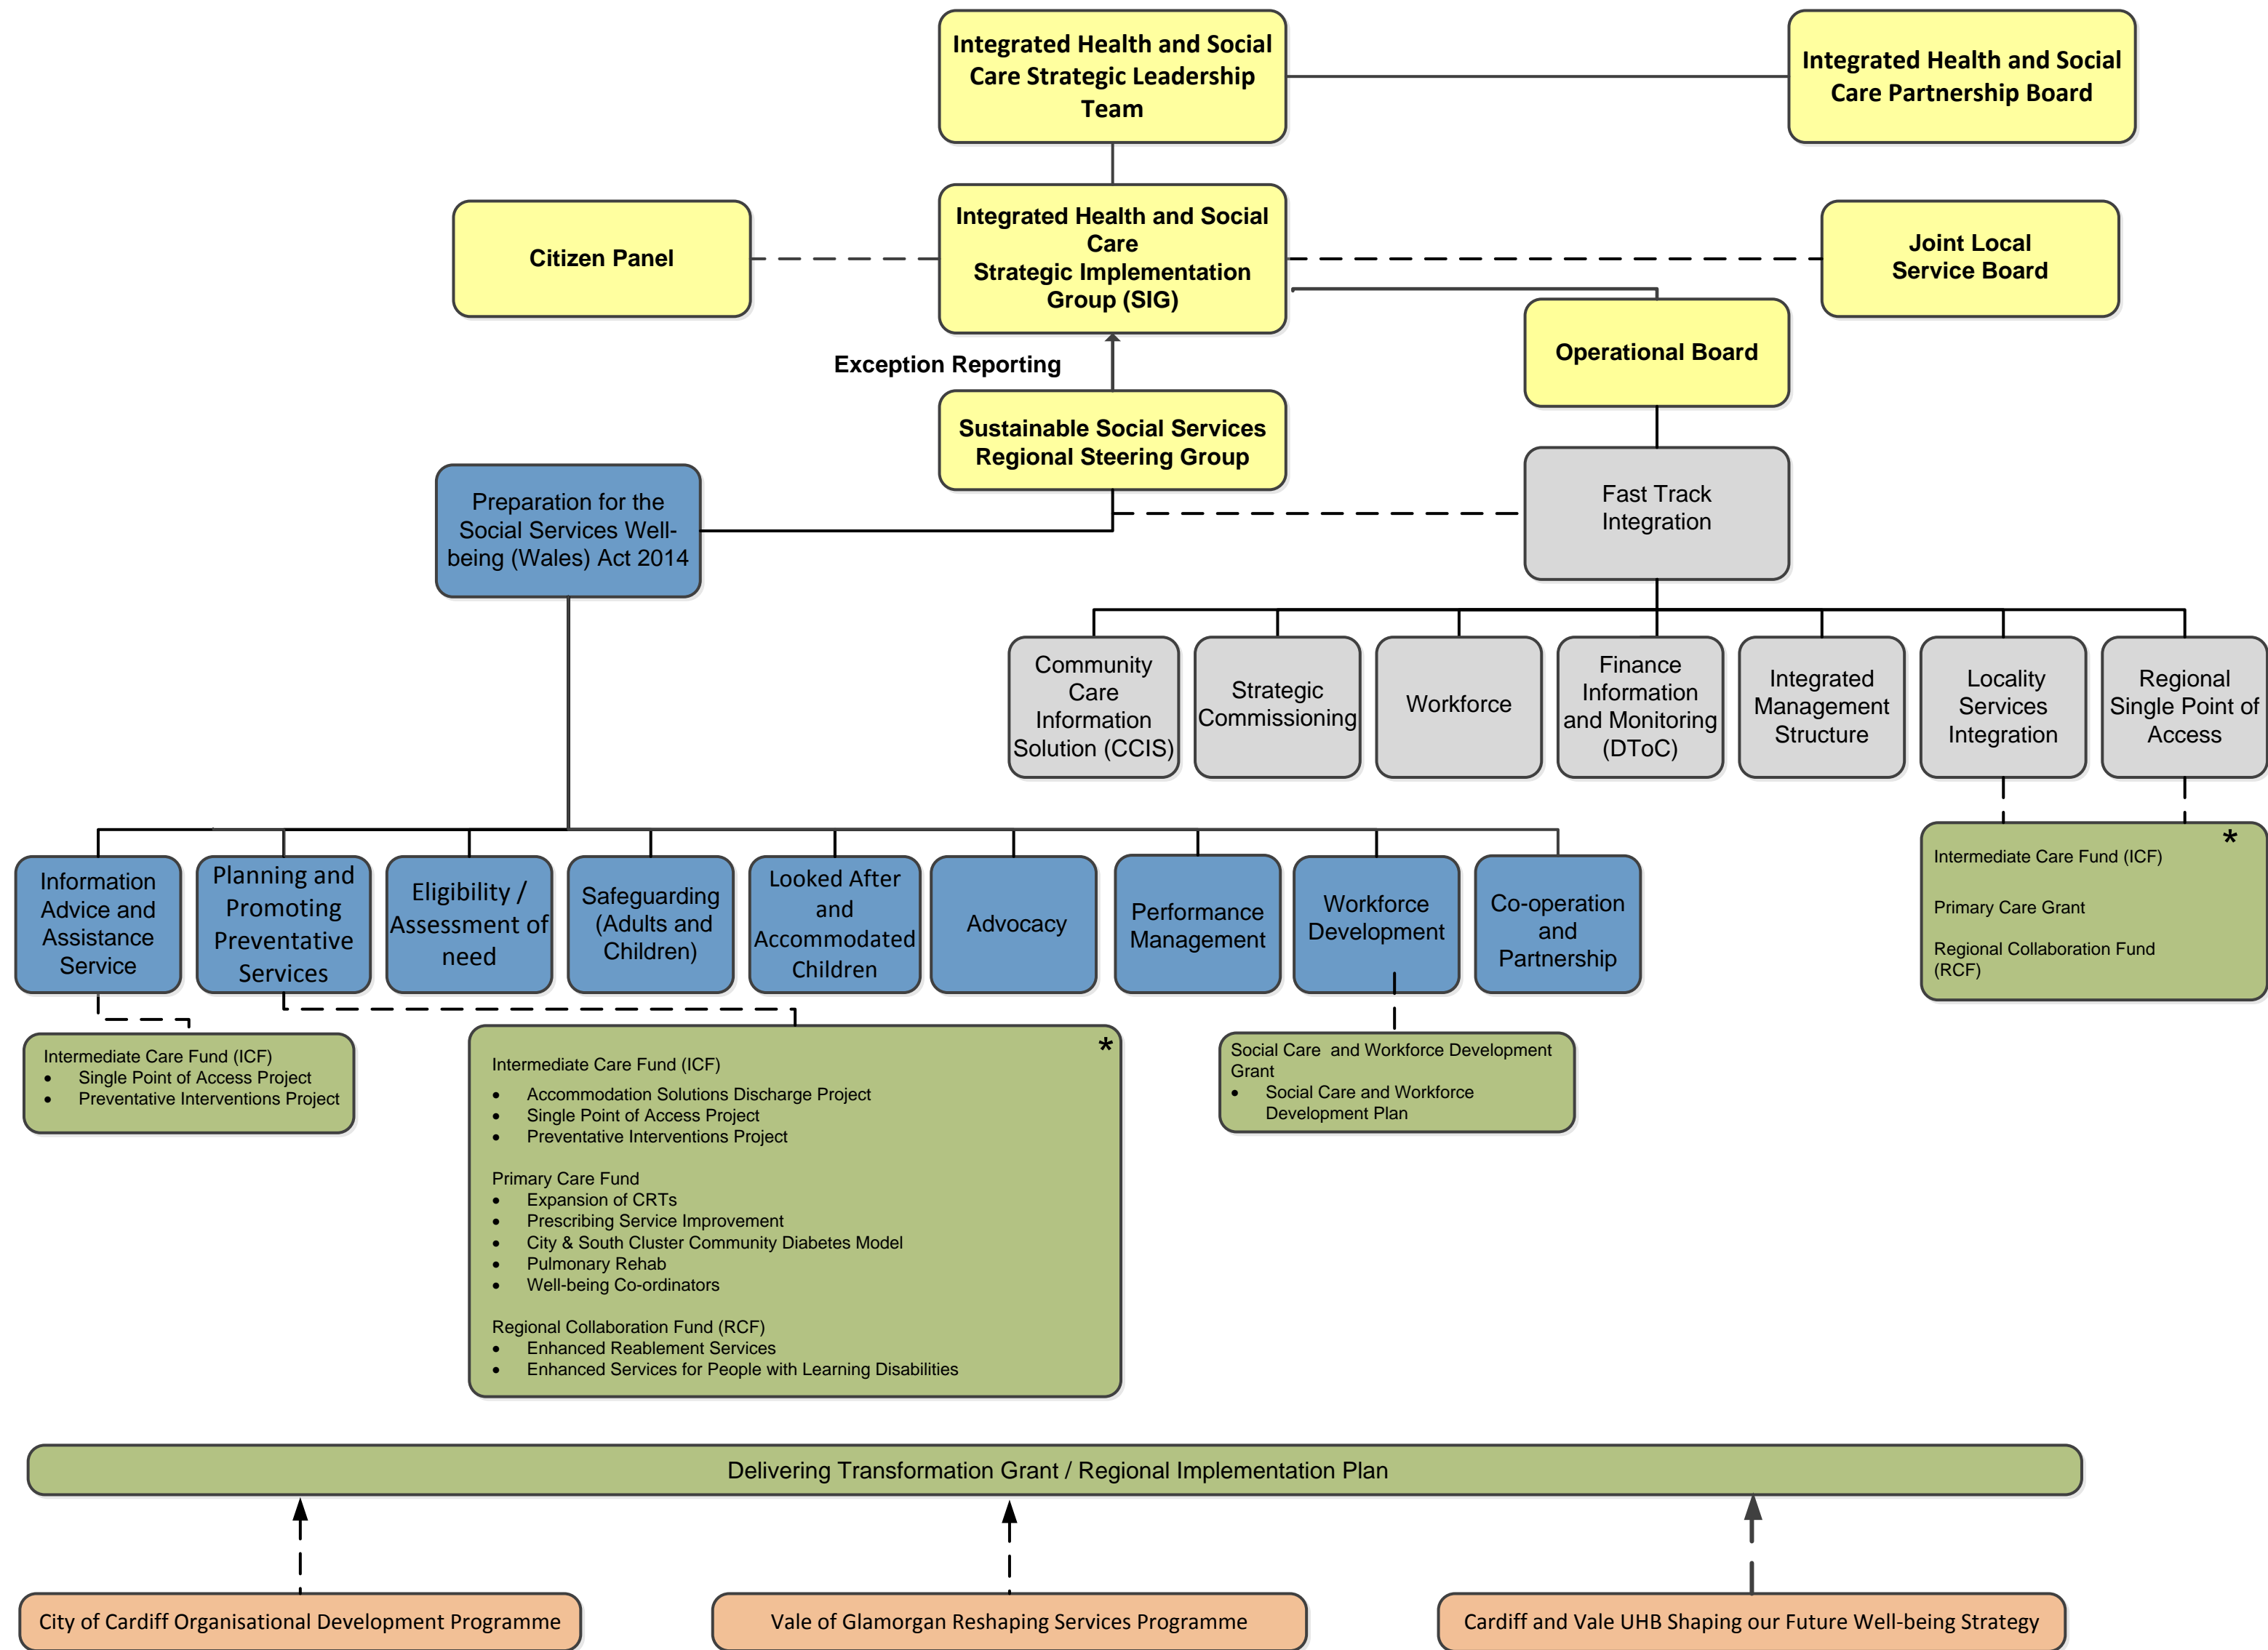 Integrated Health and Social
Care Strategic Leadership
Team
Integrated Health and Social
Care Partnership Board
Citizen Panel
Integrated Health and Social
Care
Strategic Implementation
Group (SIG)
Joint Local
Service Board
Exception Reporting
Operational Board
Sustainable Social Services
Regional Steering Group
Preparation for the
Social Services Well-
being (Wales) Act 2014
Fast Track
Integration
Community
Care
Information
Solution (CCIS)
Strategic
Commissioning
Workforce
Finance
Information
and Monitoring
(DToC)
Integrated
Management
Structure
Locality
Services
Integration
Regional
Single Point of
Access
Information
Advice and
Assistance
Service
Planning and
Promoting
Preventative
Services
Eligibility /
Assessment of
need
Safeguarding
(Adults and
Children)
Looked After
and
Accommodated
Children
Advocacy
Performance
Management
Workforce
Development
Co-operation
and
Partnership
*
Intermediate Care Fund (ICF)
Primary Care Grant
Regional Collaboration Fund
(RCF)
Intermediate Care Fund (ICF)
• Single Point of Access Project
• Preventative Interventions Project
*
Intermediate Care Fund (ICF)
• Accommodation Solutions Discharge Project
• Single Point of Access Project
• Preventative Interventions Project
Primary Care Fund
• Expansion of CRTs
• Prescribing Service Improvement
• City & South Cluster Community Diabetes Model
• Pulmonary Rehab
• Well-being Co-ordinators
Regional Collaboration Fund (RCF)
• Enhanced Reablement Services
• Enhanced Services for People with Learning Disabilities
Social Care and Workforce Development
Grant
• Social Care and Workforce
Development Plan
Delivering Transformation Grant / Regional Implementation Plan
City of Cardiff Organisational Development Programme
Vale of Glamorgan Reshaping Services Programme
Cardiff and Vale UHB Shaping our Future Well-being Strategy